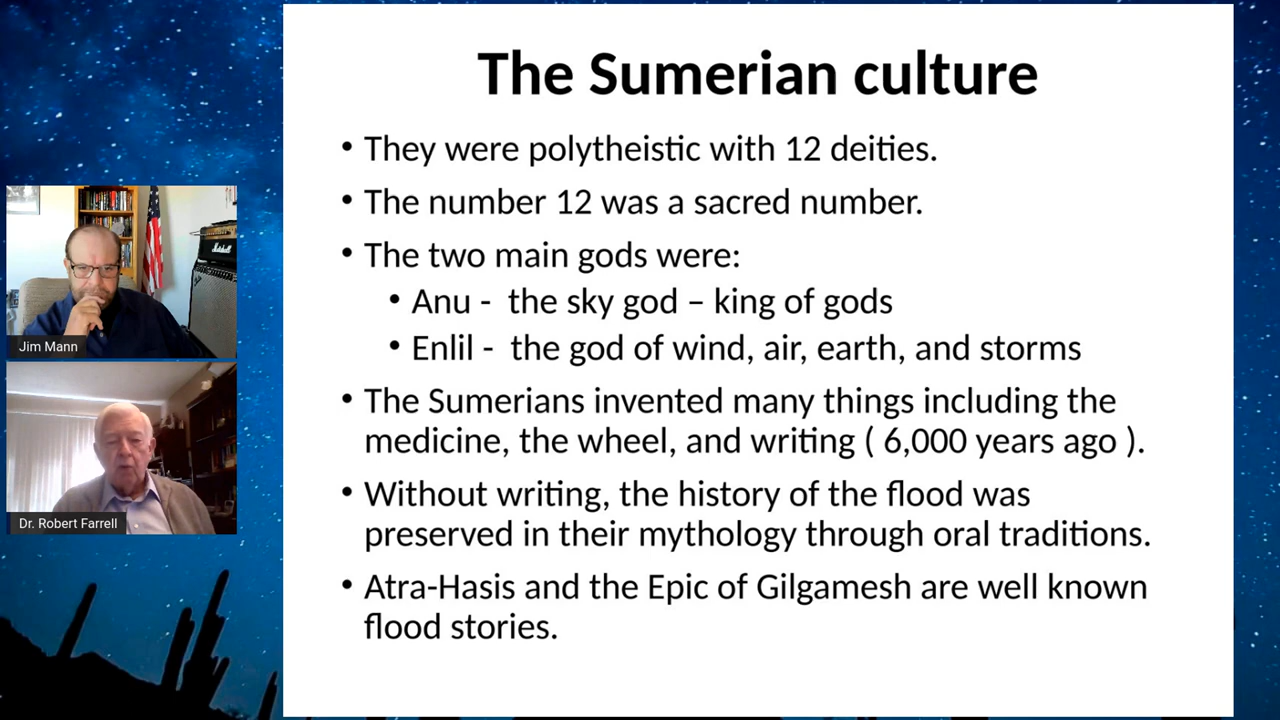 The Sumerian culture
• They were polytheistic with 12 deities.
• The number 12 was a sacred number.
• The two main gods were:
• Anu - the sky god – king of gods
• Enlil - the god of wind, air, earth, and storms
• The Sumerians invented many things including the
medicine, the wheel, and writing ( 6,000 years ago ).
• Without writing, the history of the flood was
preserved in their mythology through oral traditions.
• Atra-Hasis and the Epic of Gilgamesh are well known
flood stories.
Marshall
Jim Mann
Dr. Robert Farrell